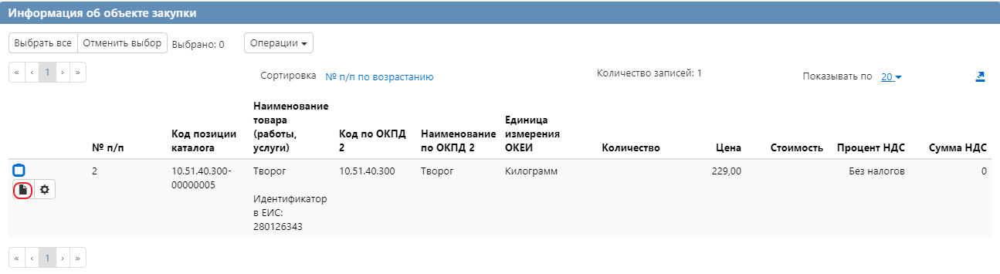 Информация об объекте закупки
Выбрать все Отменить выбор Выбрано: 0 Операции
« ‹ 1 › » Сортировка № п/п по возрастанию Количество записей: 1 Показывать по 20
№ п/п
Код позиции
каталога
Наименование
товара
(работы,
услуги)
Код по ОКПД
2
Наименование
по ОКПД 2
Единица
измерения
ОКЕИ
Количество
Цена
Стоимость
Процент НДС
Сумма НДС
2
10.51.40.300-
00000005
Творог
Идентификатор
в ЕИС:
280126343
10.51.40.300
Творог
Килограмм
229,00
Без налогов
0
« ‹ 1 › »